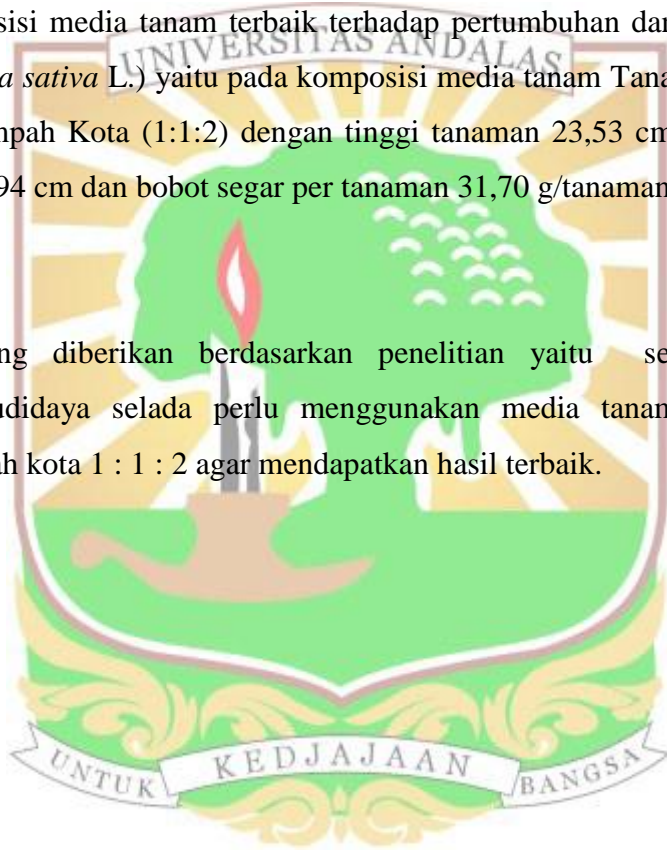 sisi media tanam terbaik terhadap pertumbuhan dan
UNIVERSITAS ANDALAS
a sativa L.) yaitu pada komposisi media tanam Tana
mpah Kota (1:1:2) dengan tinggi tanaman 23,53 cm
94 cm dan bobot segar per tanaman 31,70 g/tanaman
ng diberikan berdasarkan penelitian yaitu se
udidaya selada perlu menggunakan media tanam
ah kota 1 : 1 : 2 agar mendapatkan hasil terbaik.
UNTUK KEDJAJAAN BANGSA